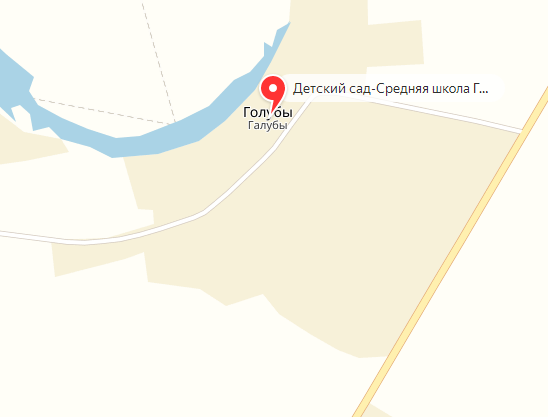 Детский сад-Средняя школа Г...
Голубы
Галубы